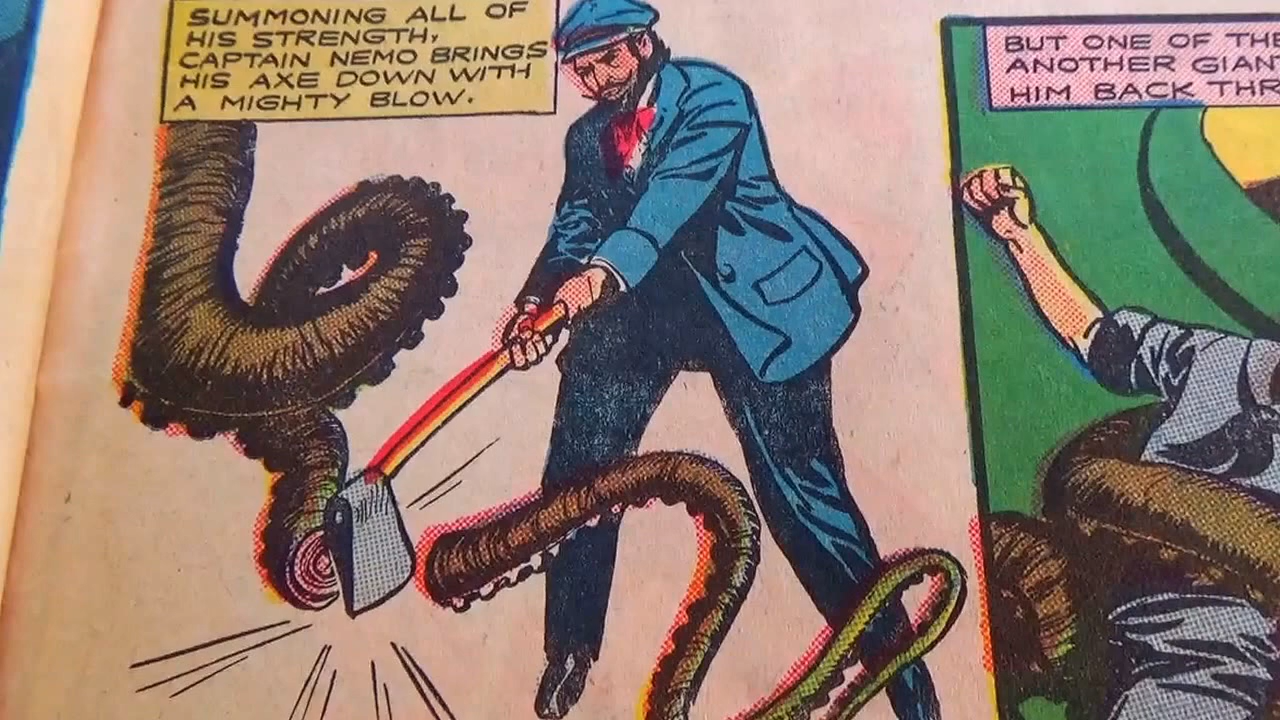 SUMMONING ALL OF
HIS STRENGTH,
CAPTAIN NEMO BRINGS
HIS AXE DOWN WITH
A MIGHTY BLOW.
BUT ONE OF THE
ANOTHER GIANT
HIM BACK THR